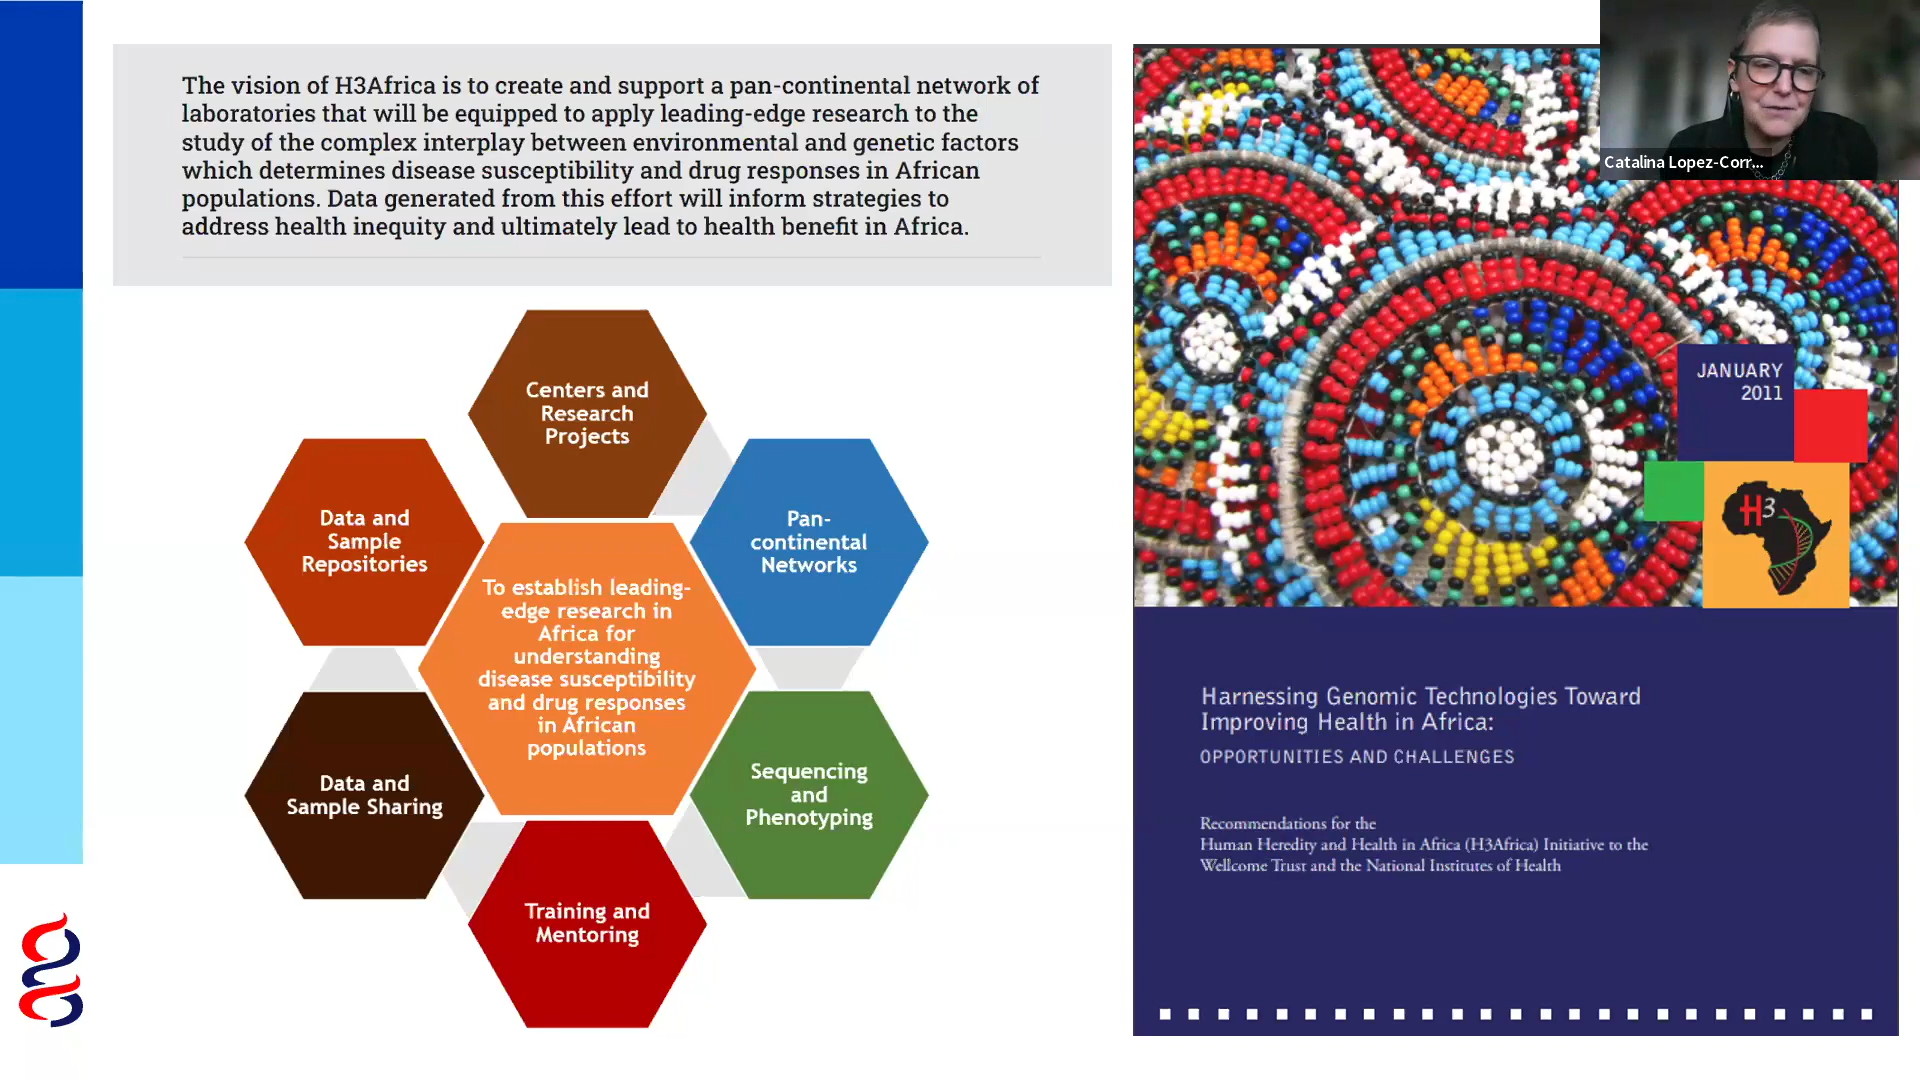 The vision of H3Africa is to create and support a pan-continental network of
laboratories that will be equipped to apply leading-edge research to the
study of the complex interplay between environmental and genetic factors
which determines disease susceptibility and drug responses in African
populations. Data generated from this effort will inform strategies to
address health inequity and ultimately lead to health benefit in Africa.
Centers and
Research
Projects
Data and
Sample
Repositories
Pan-
continental
Networks
To establish leading-
edge research in
Africa for
understanding
disease susceptibility
and drug responses
in African
populations
Data and
Sample Sharing
Sequencing
and
Phenotyping
Training and
Mentoring
Catalina Lopez-Corr...
JANUARY
2011
H3
Harnessing Genomic Technologies Toward
Improving Health in Africa:
OPPORTUNITIES AND CHALLENGES
Recommendations for the
Human Heredity and Health in Africa (H3Africa) Initiative to the
Wellcome Trust and the National Institutes of Health